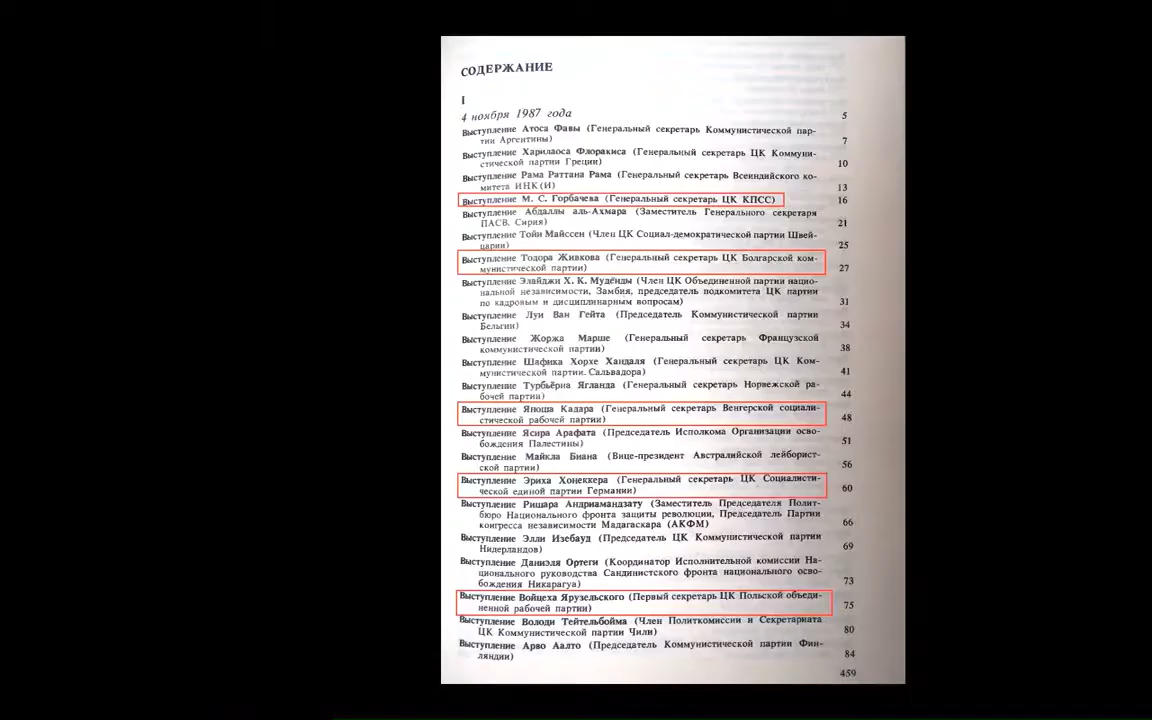 СОДЕРЖАНИЕ
I
4 ноября 1987 года 5
Выступление Атоса Фавы (Генеральный секретарь Коммунистической пар-
тии Аргентины) 7
Выступление Харилаоса Флоракиса (Генеральный секретарь ЦК Коммуни-
стической партии Греции) 10
Выступление Рама Раттана Рама (Генеральный секретарь Всеиндийского ко-
митета ИНК(И) 13
Выступление М. С. Горбачева (Генеральный секретарь ЦК КПСС) 16
Выступление Абдаллы аль-Ахмара (Заместитель Генерального секретаря
ПАСВ, Сирия) 21
Выступление Тойи Майссен (Член ЦК Социал-демократической партии Швей-
царии) 25
Выступление Тодора Живкова (Генеральный секретарь ЦК Болгарской ком-
мунистической партии) 27
Выступление Элайджи Х. К. Мудёнды (Член ЦК Объединенной партии нацио-
нальной независимости, Замбия, председатель подкомитета ЦК партии
по кадровым и дисциплинарным вопросам) 31
Выступление Луи Ван Гейта (Председатель Коммунистической партии
Бельгии) 34
Выступление Жоржа Марше (Генеральный секретарь Французской
коммунистической партии) 38
Выступление Шафика Хорхе Хандаля (Генеральный секретарь ЦК Ком-
мунистической партии Сальвадора) 41
Выступление Турбьёрна Ягланда (Генеральный секретарь Норвежской ра-
бочей партии) 44
Выступление Яноша Кадара (Генеральный секретарь Венгерской социали-
стической рабочей партии) 48
Выступление Ясира Арафата (Председатель Исполкома Организации осво-
бождения Палестины) 51
Выступление Майкла Биана (Вице-президент Австралийской лейборист-
ской партии) 56
Выступление Эриха Хонеккера (Генеральный секретарь ЦК Социалисти-
ческой единой партии Германии) 60
Выступление Ришара Андриамандзату (Заместитель Председателя Полит-
бюро Национального фронта защиты революции, Председатель Партии
конгресса независимости Мадагаскара (АКФМ) 66
Выступление Элли Изебауд (Председатель ЦК Коммунистической партии
Нидерландов) 69
Выступление Даниэля Ортеги (Координатор Исполнительной комиссии На-
ционального руководства Сандинистского фронта национального осво-
бождения Никарагуа) 73
Выступление Войцеха Ярузельского (Первый секретарь ЦК Польской объеди-
ненной рабочей партии) 75
Выступление Володи Тейтельбойма (Член Политкомиссии и Секретариата
ЦК Коммунистической партии Чили) 80
Выступление Арво Аалто (Председатель Коммунистической партии Фин-
ляндии) 84
459